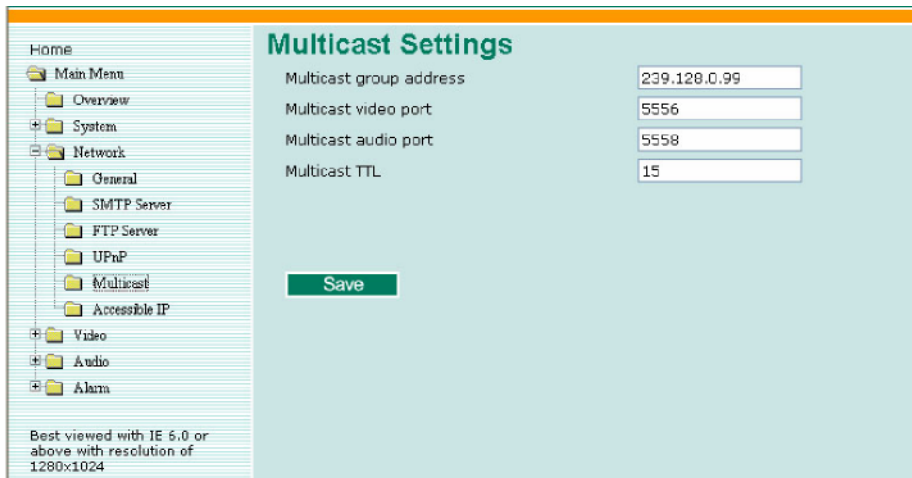 Home
Main Menu
Overview
System
Network
General
SMTP Server
FTP Server
UPnP
Multicast
Accessible IP
Video
Audio
Alarm
Best viewed with IE 6.0 or
above with resolution of
1280x1024
Multicast Settings
Multicast group address 239.128.0.99
Multicast video port 5556
Multicast audio port 5558
Multicast TTL 15
Save